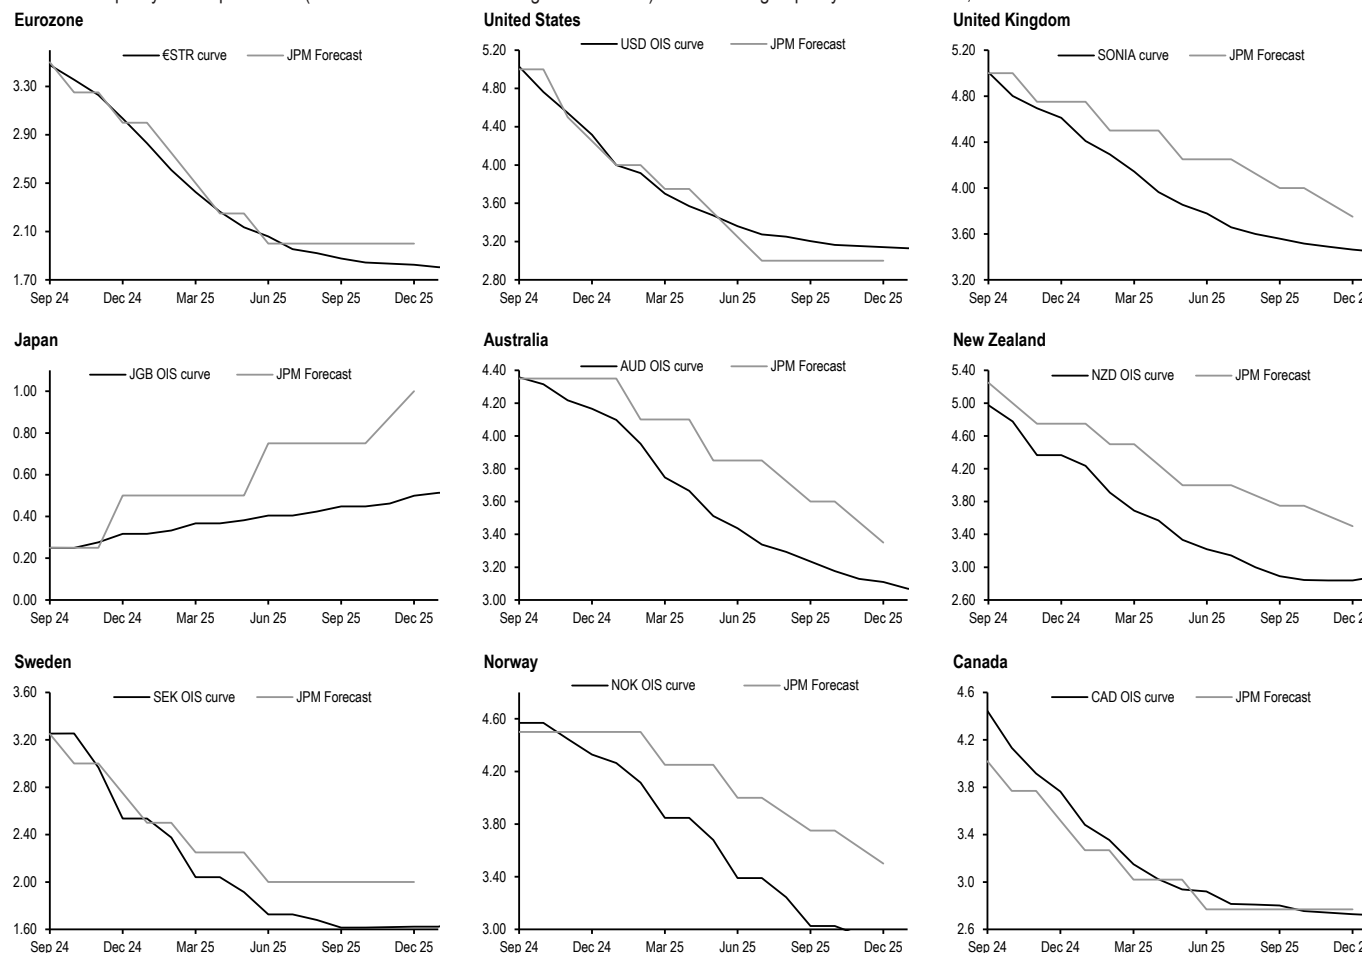 Eurozone
€STR curve JPM Forecast
3.30
2.90
2.50
2.10
1.70
Sep 24 Dec 24 Mar 25 Jun 25 Sep 25 Dec 25
United States
USD OIS curve JPM Forecast
5.20
4.80
4.40
4.00
3.60
3.20
2.80
Sep 24 Dec 24 Mar 25 Jun 25 Sep 25 Dec 25
United Kingdom
SONIA curve JPM Forecast
5.20
4.80
4.40
4.00
3.60
3.20
Sep 24 Dec 24 Mar 25 Jun 25 Sep 25 Dec 2
Japan
JGB OIS curve JPM Forecast
1.00
0.80
0.60
0.40
0.20
0.00
Sep 24 Dec 24 Mar 25 Jun 25 Sep 25 Dec 25
Australia
AUD OIS curve JPM Forecast
4.40
4.20
4.00
3.80
3.60
3.40
3.20
3.00
Sep 24 Dec 24 Mar 25 Jun 25 Sep 25 Dec 25
New Zealand
NZD OIS curve JPM Forecast
5.40
5.00
4.60
4.20
3.80
3.40
3.00
2.60
Sep 24 Dec 24 Mar 25 Jun 25 Sep 25 Dec 2
Sweden
SEK OIS curve JPM Forecast
3.60
3.20
2.80
2.40
2.00
1.60
Sep 24 Dec 24 Mar 25 Jun 25 Sep 25 Dec 25
Norway
NOK OIS curve JPM Forecast
4.60
4.20
3.80
3.40
3.00
Sep 24 Dec 24 Mar 25 Jun 25 Sep 25 Dec 25
Canada
CAD OIS curve JPM Forecast
4.6
4.2
3.8
3.4
3.0
2.6
Sep 24 Dec 24 Mar 25 Jun 25 Sep 25 Dec 2